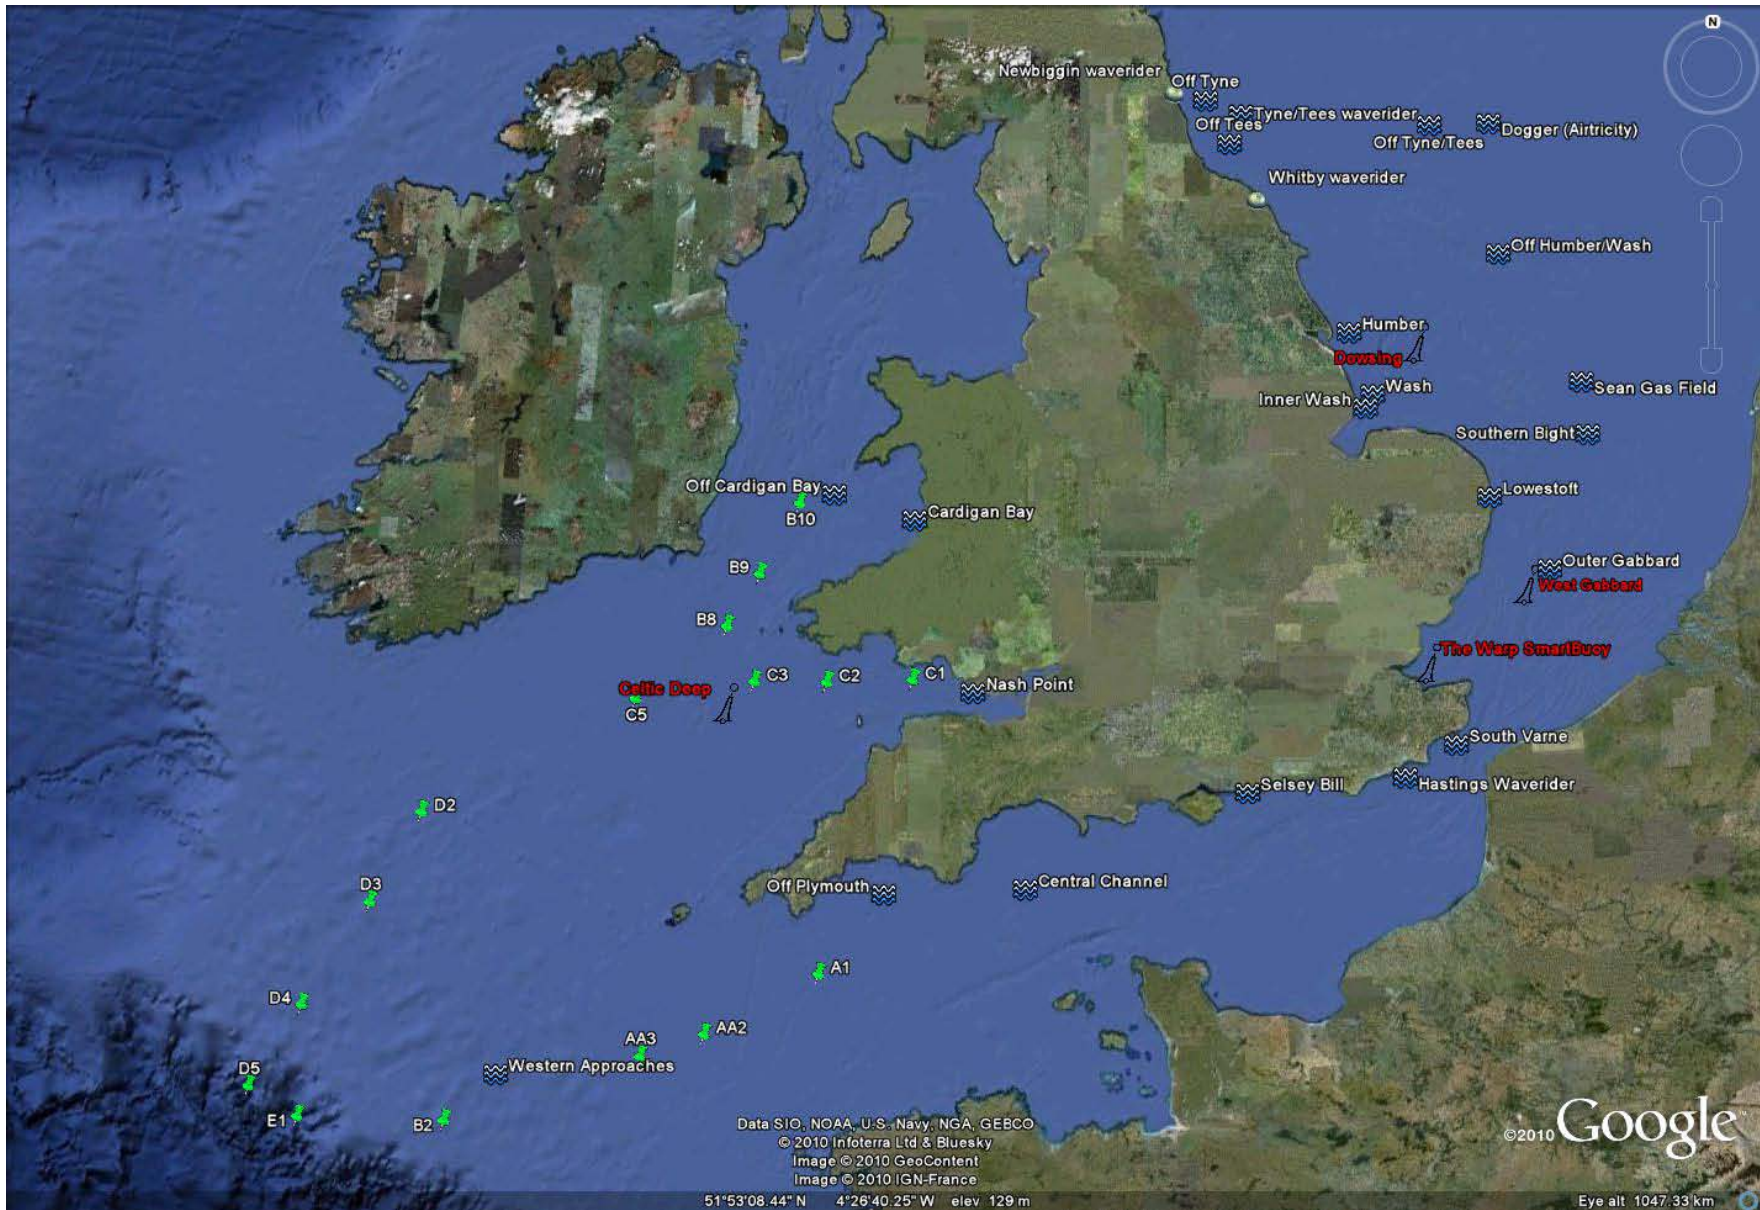 N
Newbiggin waverider
Off Tyne
Tyne/Tees waverider
Off Tees
Off Tyne/Tees
Dogger (Airtricity)
Whitby waverider
Off Humber/Wash
Humber
Dowsing
Wash
Inner Wash
Sean Gas Field
Southern Bight
Off Cardigan Bay
B10
Cardigan Bay
Lowestoft
B9
Outer Gabbard
West Gabbard
B8
The Warp SmartBuoy
C3
C2
C1
Celtic Deep
C5
Nash Point
South Varne
Selsey Bill
Hastings Waverider
D2
D3
Off Plymouth
Central Channel
A1
D4
AA2
AA3
Western Approaches
D5
E1
B2
Data SIO, NOAA, U.S. Navy, NGA, GEBCO
© 2010 Infoterra Ltd & Bluesky
Image © 2010 GeoContent
Image © 2010 IGN-France
©2010 Google™
51°53'08.44" N 4°26'40.25" W elev 129 m
Eye alt 1047.33 km